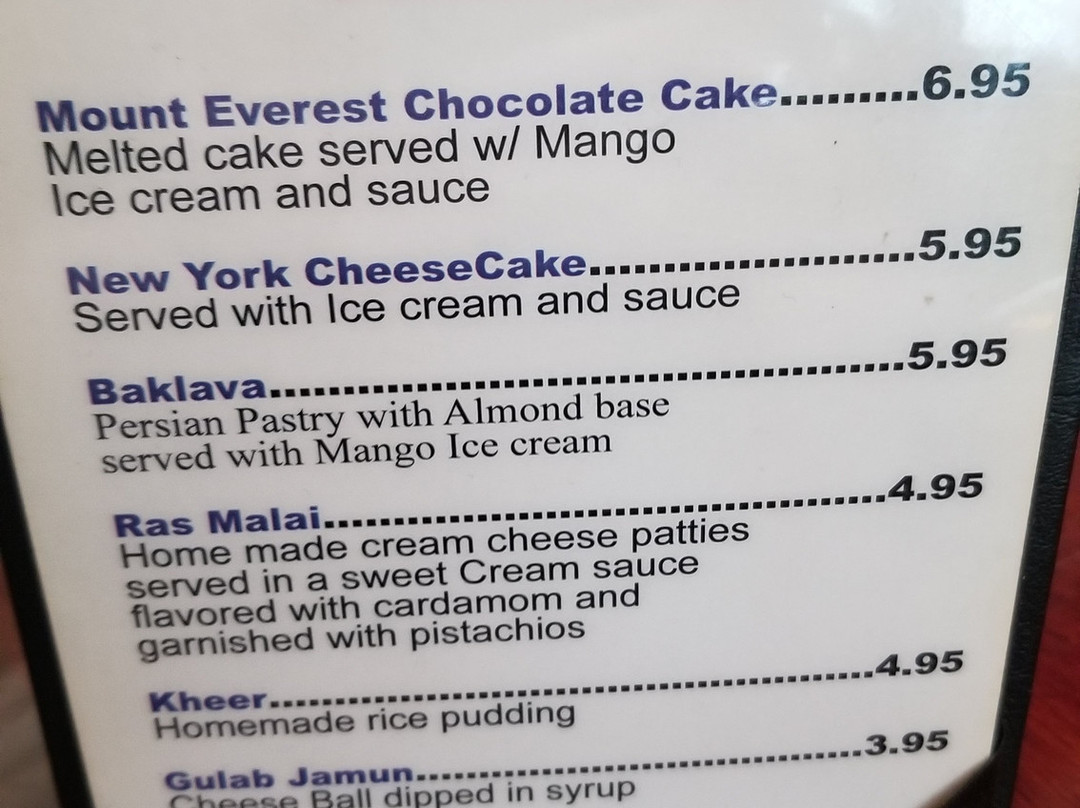 Mount Everest Chocolate Cake.........6.95
Melted cake served w/ Mango
Ice cream and sauce
New York CheeseCake......................5.95
Served with Ice cream and sauce
Baklava............................................5.95
Persian Pastry with Almond base
served with Mango Ice cream
Ras Malai........................................4.95
Home made cream cheese patties
served in a sweet Cream sauce
flavored with cardamom and
garnished with pistachios
Kheer..............................................4.95
Homemade rice pudding
Gulab Jamun..................................3.95
Cheese Ball dipped in syrup